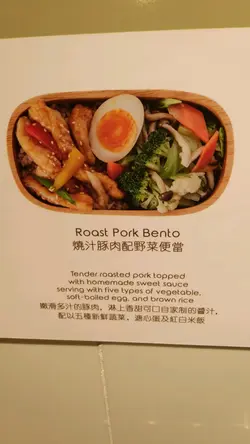 Roast Pork Bento
燒汁豚肉配野菜便當
Tender roasted pork topped
with homemade sweet sauce
serving with five types of vegetable,
soft-boiled egg, and brown rice
嫩滑多汁的豚肉，淋上香甜可口自家制的醬汁，
配以五種新鮮蔬菜，溏心蛋及紅白米飯